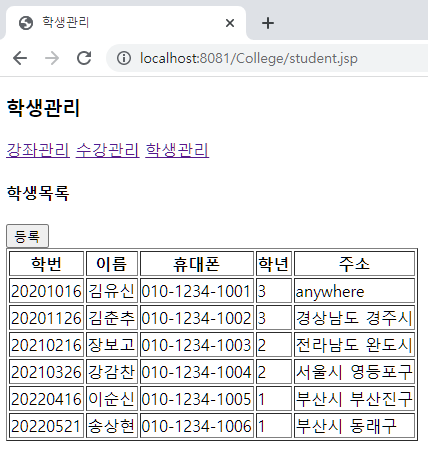 학생관리
localhost:8081/College/student.jsp
학생관리
강좌관리 수강관리 학생관리
학생목록
등록
학번 이름 휴대폰 학년 주소
20201016 김유신 010-1234-1001 3 anywhere
20201126 김춘추 010-1234-1002 3 경상남도 경주시
20210216 장보고 010-1234-1003 2 전라남도 완도시
20210326 강감찬 010-1234-1004 2 서울시 영등포구
20220416 이순신 010-1234-1005 1 부산시 부산진구
20220521 송상현 010-1234-1006 1 부산시 동래구